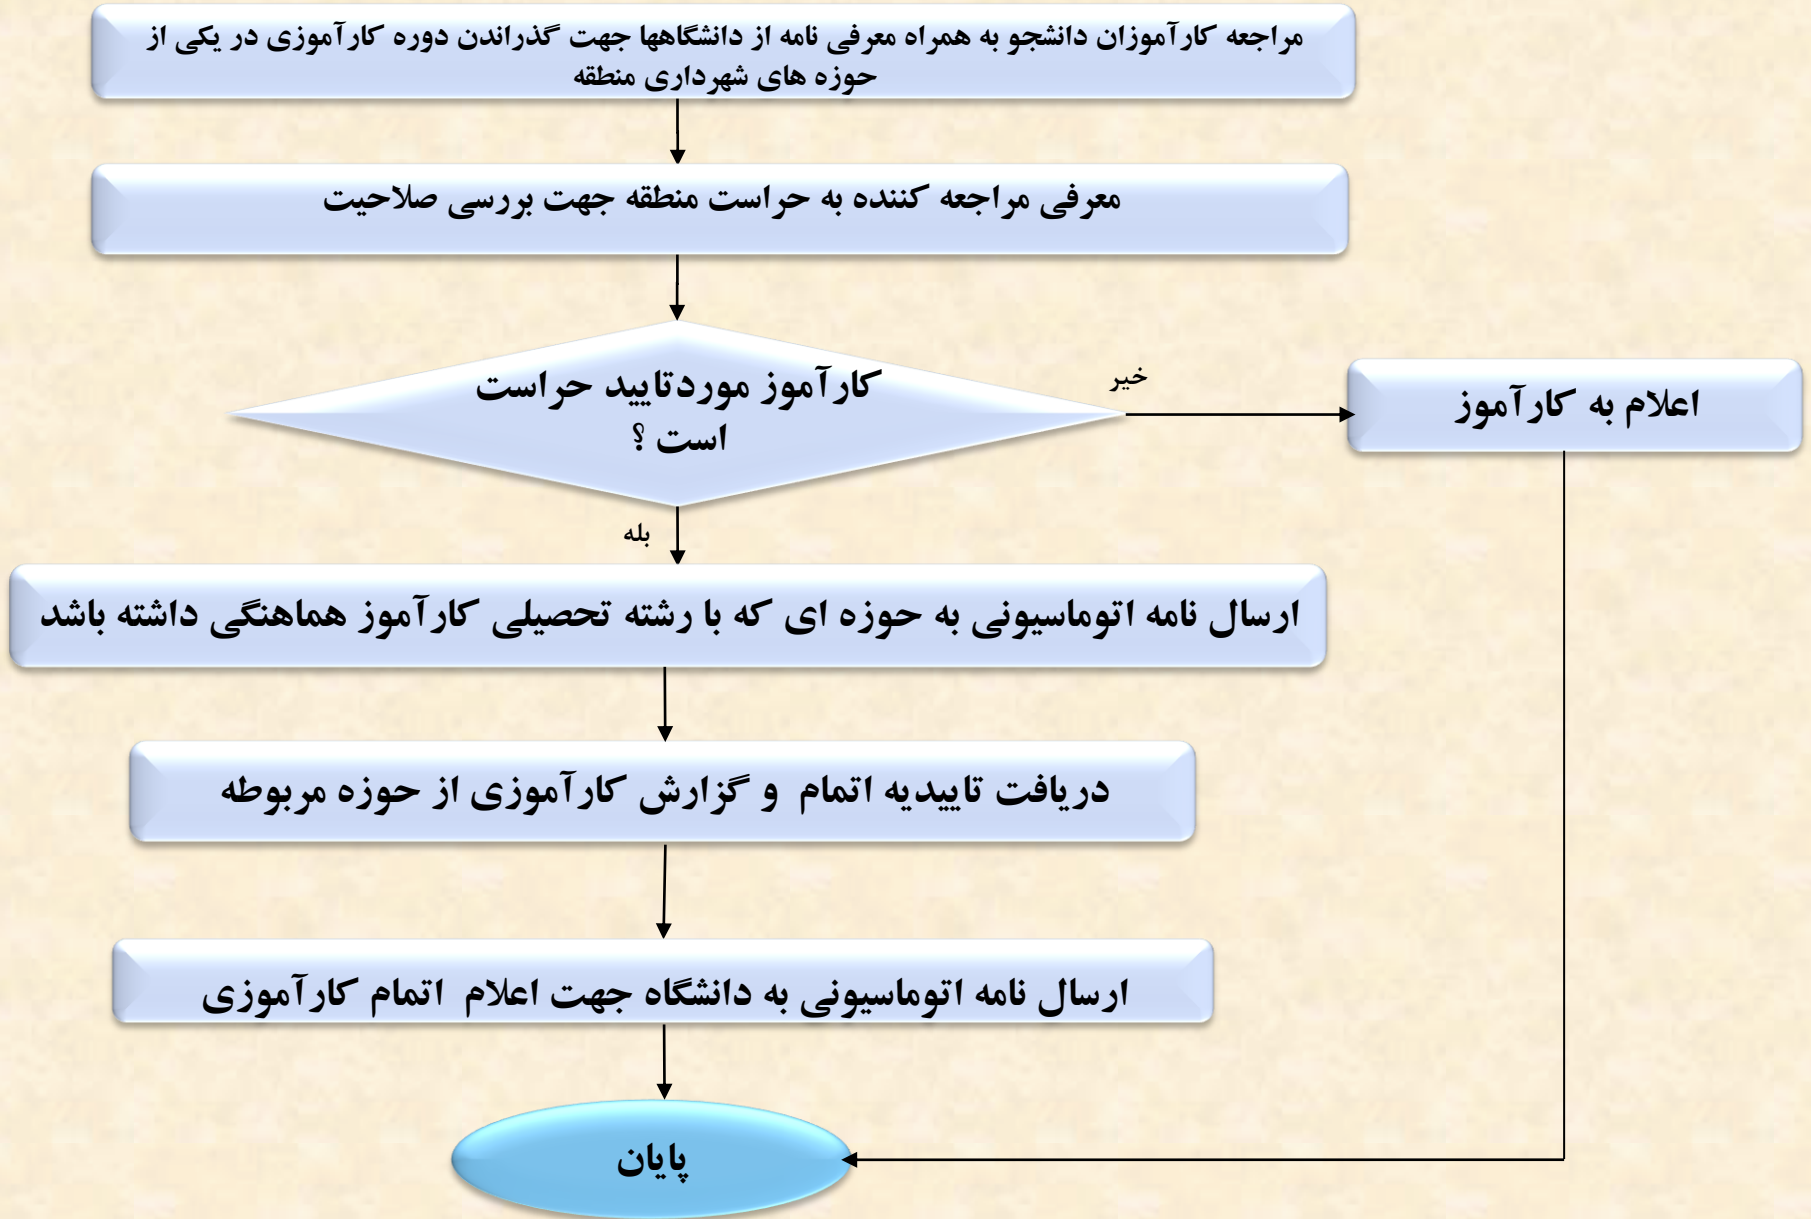 مراجعه کارآموزان دانشجو به همراه معرفی نامه از دانشگاهها جهت گذراندن دوره کارآموزی در یکی از
حوزه های شهرداری منطقه
معرفی مراجعه کننده به حراست منطقه جهت بررسی صلاحیت
کارآموز موردتایید حراست
است ؟
خیر
اعلام به کارآموز
بله
ارسال نامه اتوماسیونی به حوزه ای که با رشته تحصیلی کارآموز هماهنگی داشته باشد
دریافت تاییدیه اتمام و گزارش کارآموزی از حوزه مربوطه
ارسال نامه اتوماسیونی به دانشگاه جهت اعلام اتمام کارآموزی
پایان